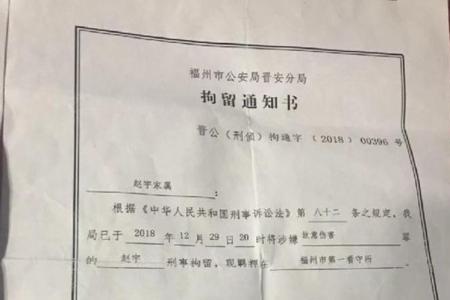 福州市公安局晋安分局
拘留通知书
晋公（刑侦）拘通字〔2018〕00396 号
赵宇家属：
根据《中华人民共和国刑事诉讼法》第 八十二 条之规定，我
局已于 2018 年 12 月 29 日 20 时将涉嫌 故意伤害 罪
的 赵宇 刑事拘留，现羁押在 福州市第一看守所